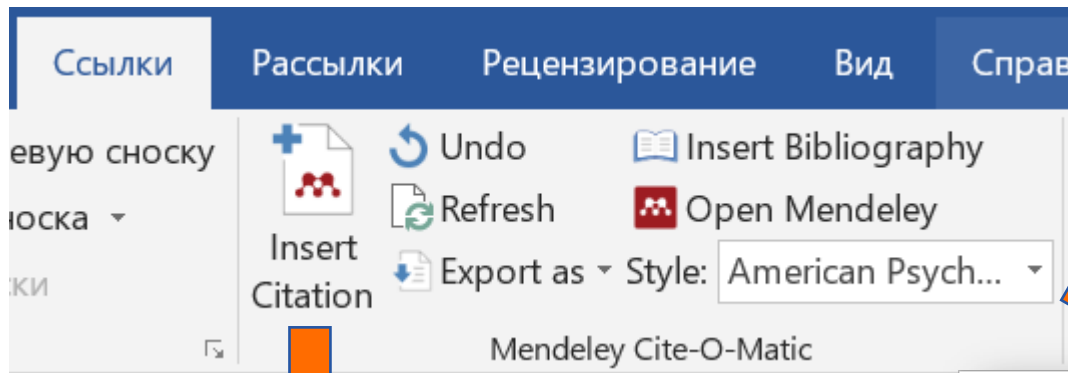 Ссылки Рассылки Рецензирование Вид Справ
евую сноску Undo Insert Bibliography
носка Refresh Open Mendeley
Insert
Citation
ски Export as Style: American Psych...
Mendeley Cite-O-Matic